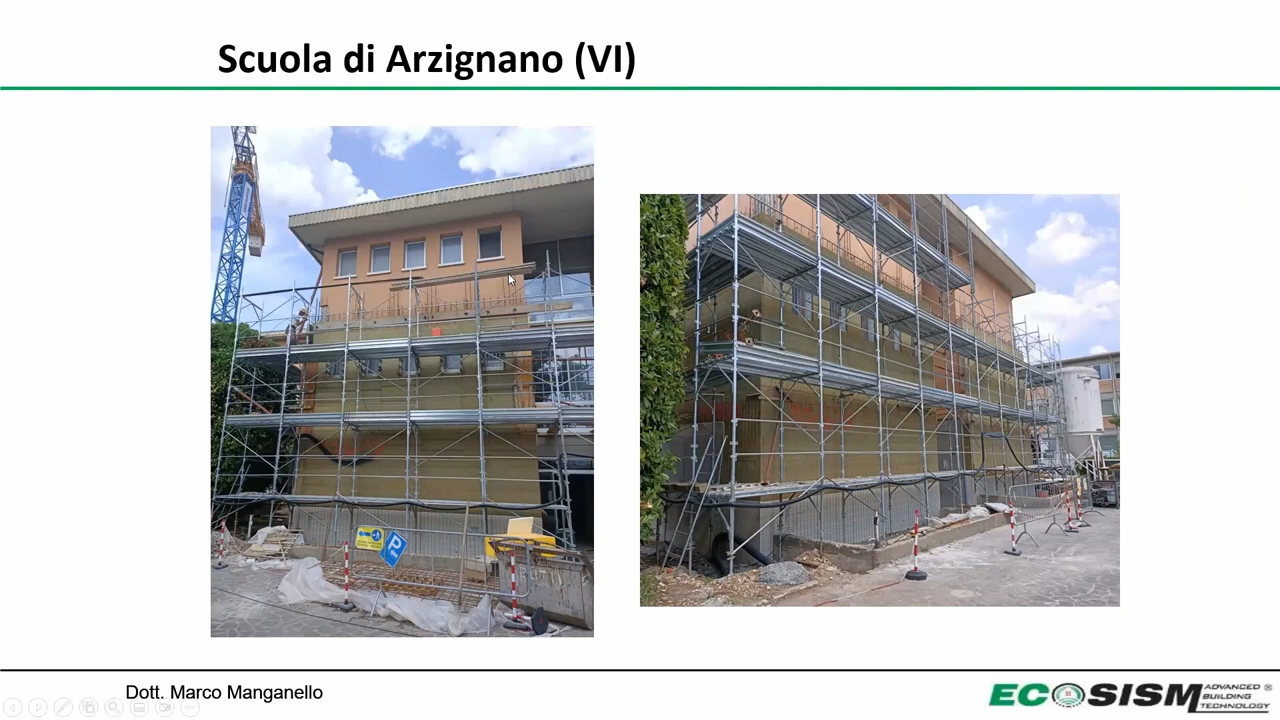 Scuola di Arzignano (VI)
P
Dott. Marco Manganello
ECOSISM ADVANCED ®
BUILDING
TECHNOLOGY